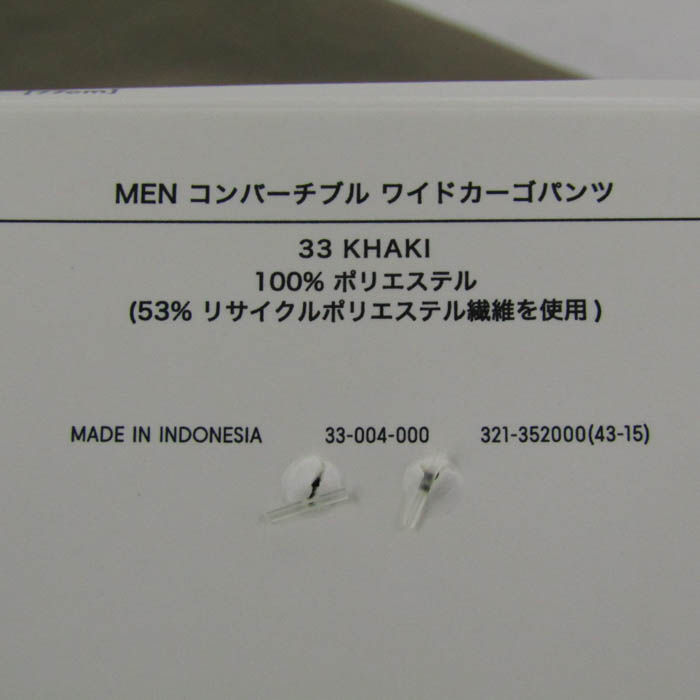 MEN コンバーチブル ワイドカーゴパンツ
33 KHAKI
100% ポリエステル
(53% リサイクルポリエステル繊維を使用)
MADE IN INDONESIA 33-004-000 321-352000(43-15)